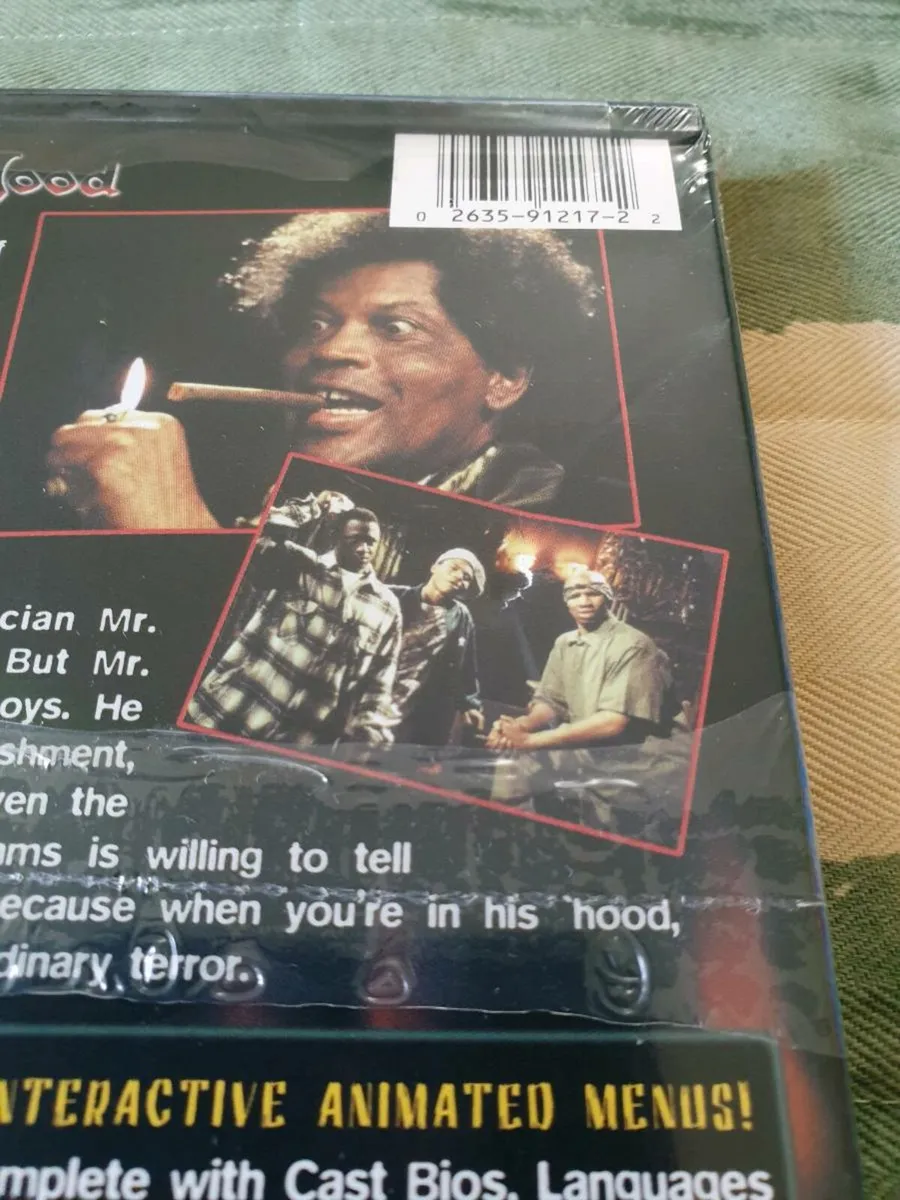 ood
0 2635-91217-2 2
f
cian Mr.
But Mr.
oys. He
shment,
ven the
ms is willing to tell
ecause when you're in his 'hood,
dinary terror.
NTERACTIVE ANIMATED MENUS!
mplete with Cast Bios, Languages